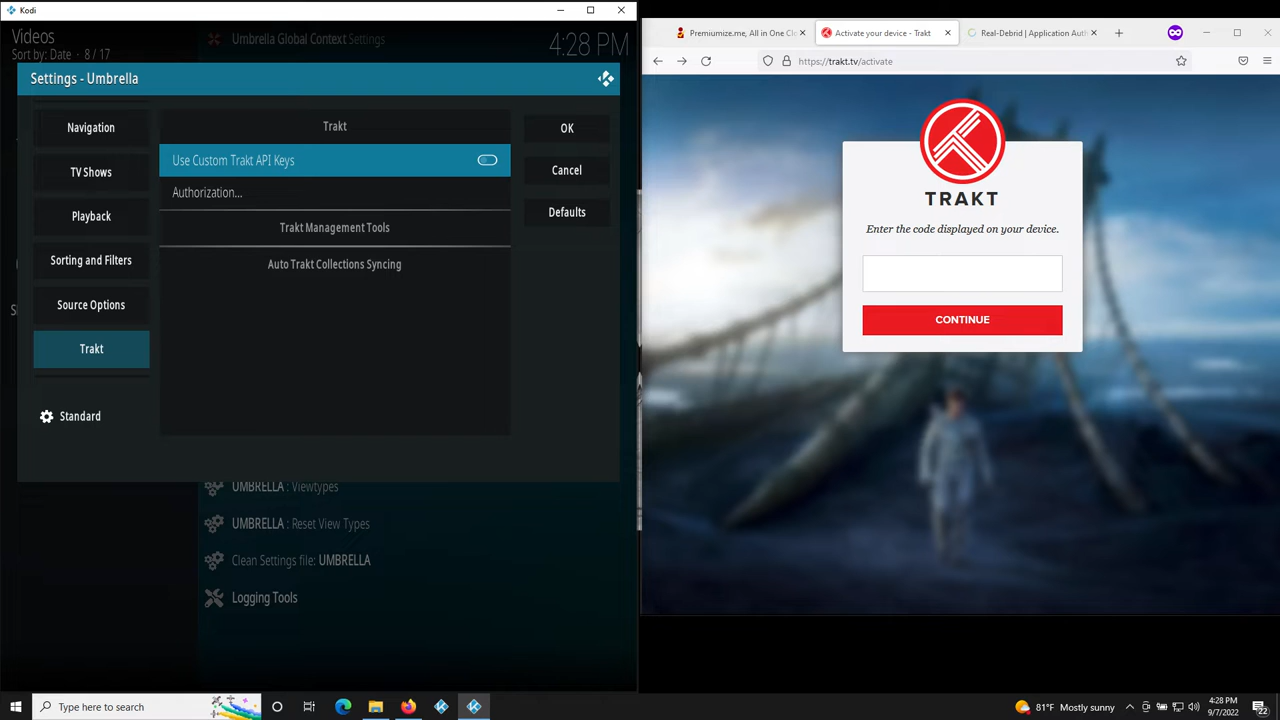 Kodi
Videos
Sort by: Date · 8 / 17
Umbrella Global Context Settings
4:28 PM
Settings - Umbrella
Navigation
TV Shows
Playback
Sorting and Filters
Source Options
Trakt
Standard
Trakt
Use Custom Trakt API Keys
Authorization...
Trakt Management Tools
Auto Trakt Collections Syncing
OK
Cancel
Defaults
UMBRELLA : Viewtypes
UMBRELLA : Reset View Types
Clean Settings file: UMBRELLA
Logging Tools
Premiumize.me, All in One Clo
Activate your device - Trakt
Real-Debrid | Application Auth
https://trakt.tv/activate
TRAKT
Enter the code displayed on your device.
CONTINUE
Type here to search
81°F Mostly sunny
4:28 PM
9/7/2022
22